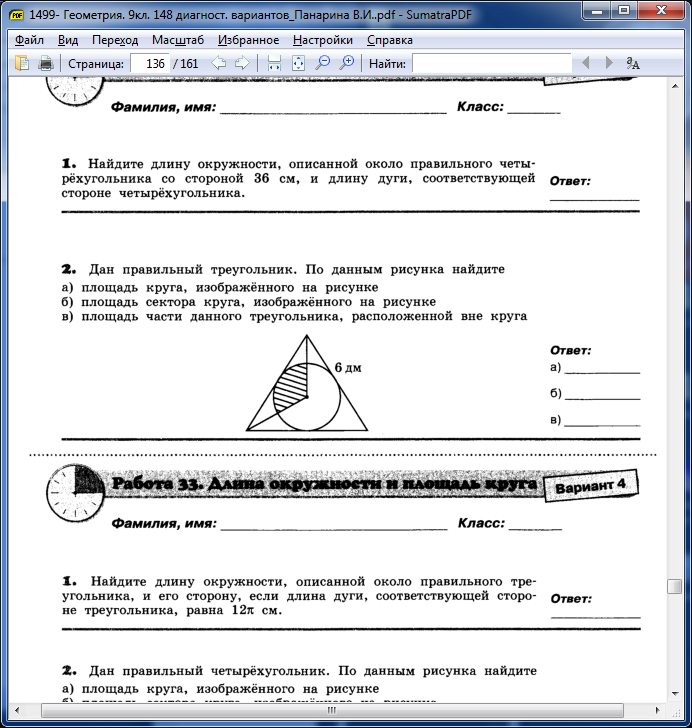 1499- Геометрия. 9кл. 148 диагност. вариантов_Панарина В.И..pdf - SumatraPDF
Файл Вид Переход Масштаб Избранное Настройки Справка
Страница: 136 / 161 Найти:
Фамилия, имя: Класс:
1. Найдите длину окружности, описанной около правильного четы-
рёхугольника со стороной 36 см, и длину дуги, соответствующей
стороне четырёхугольника.
Ответ:
2. Дан правильный треугольник. По данным рисунка найдите
а) площадь круга, изображённого на рисунке
б) площадь сектора круга, изображённого на рисунке
в) площадь части данного треугольника, расположенной вне круга
6 дм
Ответ:
а)
б)
в)
Работа 33. Длина окружности и площадь круга Вариант 4
Фамилия, имя: Класс:
1. Найдите длину окружности, описанной около правильного тре-
угольника, и его сторону, если длина дуги, соответствующей сторо-
не треугольника, равна 12π см.
Ответ:
2. Дан правильный четырёхугольник. По данным рисунка найдите
а) площадь круга, изображённого на рисунке